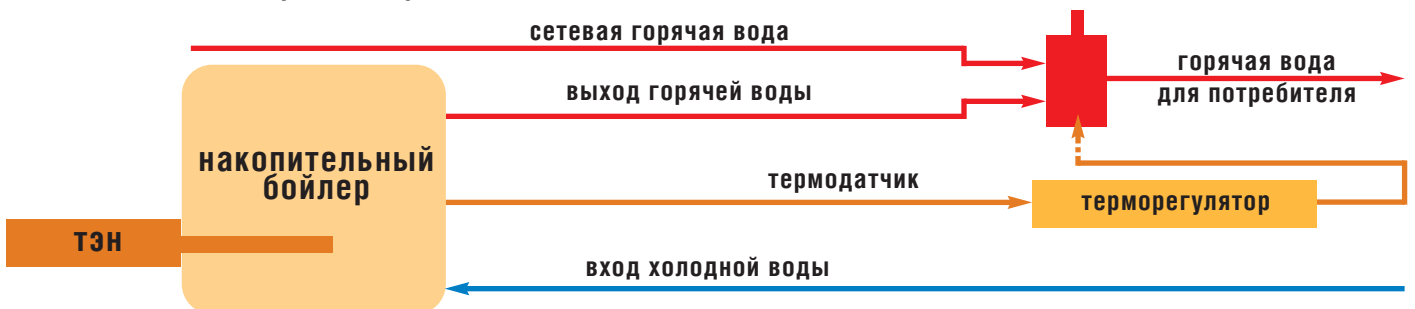 сетевая горячая вода
горячая вода
для потребителя
выход горячей воды
накопительный
бойлер
термодатчик
терморегулятор
тэн
вход холодной воды